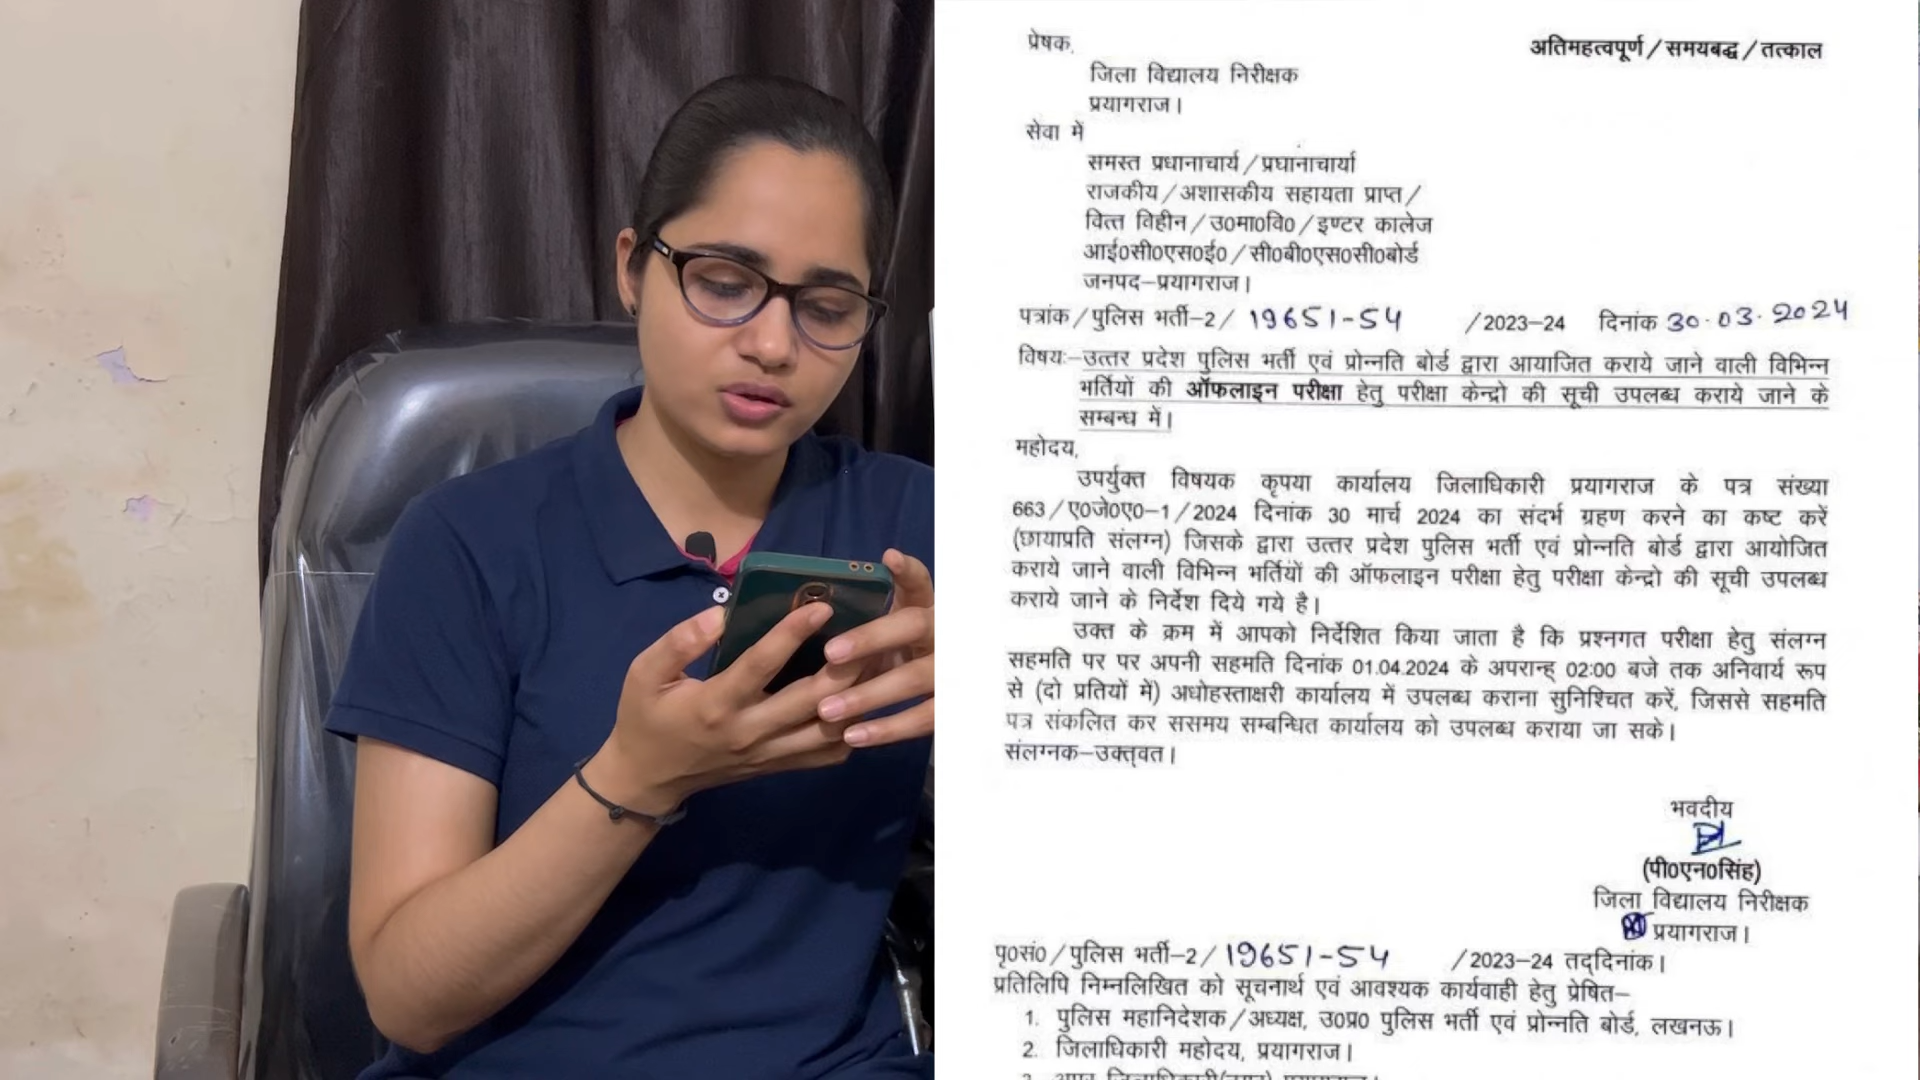 प्रेषक,
अतिमहत्वपूर्ण/समयबद्ध/तत्काल
जिला विद्यालय निरीक्षक
प्रयागराज।
सेवा में
समस्त प्रधानाचार्य/प्रघानाचार्या
राजकीय/अशासकीय सहायता प्राप्त/
वित्त विहीन/उ0मा0वि0/इण्टर कालेज
आई0सी0एस0ई0/सी0बी0एस0सी0बोर्ड
जनपद–प्रयागराज।
पत्रांक/पुलिस भर्ती–2/ 19651-54 /2023–24 दिनांक 30.03.2024
विषयः–उत्तर प्रदेश पुलिस भर्ती एवं प्रोन्नति बोर्ड द्वारा आयाजित कराये जाने वाली विभिन्न
भर्तियों की ऑफलाइन परीक्षा हेतु परीक्षा केन्द्रो की सूची उपलब्ध कराये जाने के
सम्बन्ध में।
महोदय,
उपर्युक्त विषयक कृपया कार्यालय जिलाधिकारी प्रयागराज के पत्र संख्या
663/ए0जे0ए0–1/2024 दिनांक 30 मार्च 2024 का संदर्भ ग्रहण करने का कष्ट करें
(छायाप्रति संलग्न) जिसके द्वारा उत्तर प्रदेश पुलिस भर्ती एवं प्रोन्नति बोर्ड द्वारा आयोजित
कराये जाने वाली विभिन्न भर्तियों की ऑफलाइन परीक्षा हेतु परीक्षा केन्द्रो की सूची उपलब्ध
कराये जाने के निर्देश दिये गये है।
उक्त के क्रम में आपको निर्देशित किया जाता है कि प्रश्नगत परीक्षा हेतु संलग्न
सहमति पर पर अपनी सहमति दिनांक 01.04.2024 के अपरान्ह् 02:00 बजे तक अनिवार्य रूप
से (दो प्रतियों में) अधोहस्ताक्षरी कार्यालय में उपलब्ध कराना सुनिश्चित करें, जिससे सहमति
पत्र संकलित कर ससमय सम्बन्धित कार्यालय को उपलब्ध कराया जा सके।
संलग्नक–उक्त्वत।
भवदीय
(पी0एन0सिंह)
जिला विद्यालय निरीक्षक
प्रयागराज।
पृ0सं0/पुलिस भर्ती–2/ 19651-54 /2023–24 तद्दिनांक।
प्रतिलिपि निम्नलिखित को सूचनार्थ एवं आवश्यक कार्यवाही हेतु प्रेषित–
1. पुलिस महानिदेशक/अध्यक्ष, उ0प्र0 पुलिस भर्ती एवं प्रोन्नति बोर्ड, लखनऊ।
2. जिलाधिकारी महोदय, प्रयागराज।